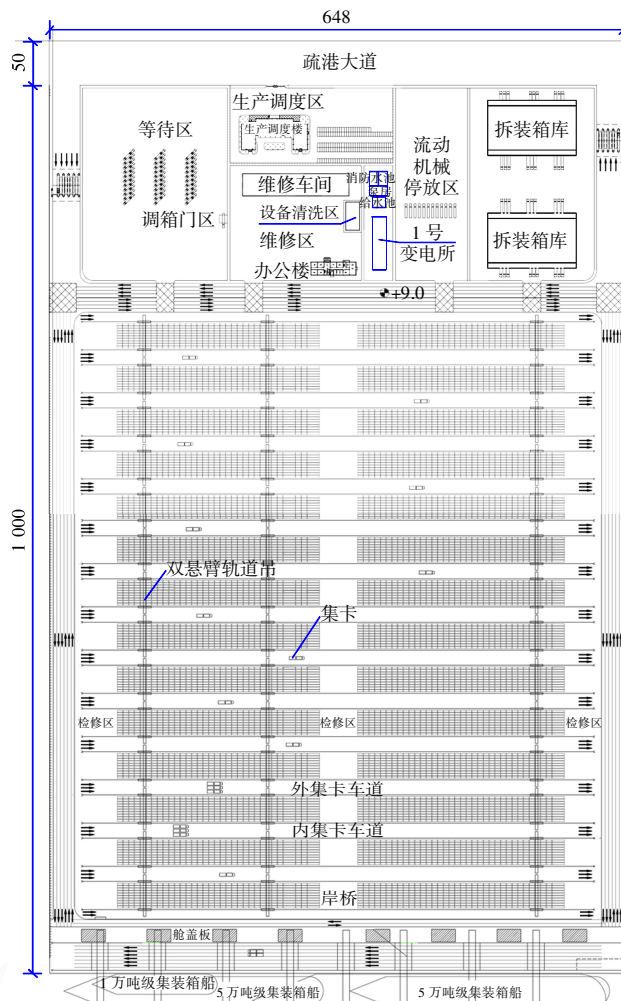 648
50
疏港大道
生产调度区
生产调度楼
等待区
流动
机械
停放区
拆装箱库
消防水池
泵房
给水池
维修车间
调箱门区
设备清洗区
维修区
1 号
变电所
拆装箱库
办公楼
+9.0
1 000
双悬臂轨道吊
集卡
检修区
检修区
检修区
外集卡车道
内集卡车道
岸桥
舱盖板
1 万吨级集装箱船
5 万吨级集装箱船
5 万吨级集装箱船